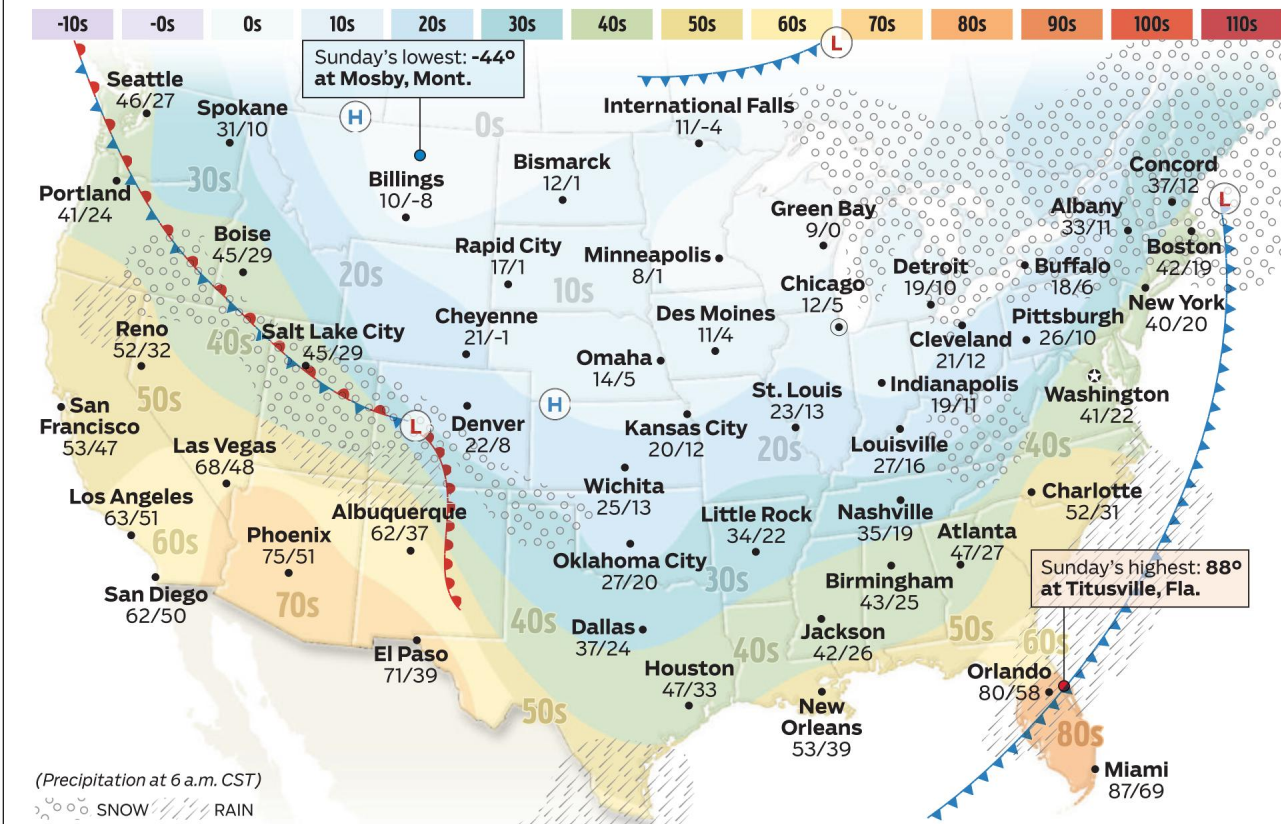 -10s -0s 0s 10s 20s 30s 40s 50s 60s 70s 80s 90s 100s 110s
Sunday's lowest: -44°
at Mosby, Mont.
L
Seattle
46/27
Spokane
31/10
H
0s
International Falls
11/-4
Portland
41/24
30s
Billings
10/-8
Bismarck
12/1
Concord
37/12
L
Boise
45/29
20s
Rapid City
17/1
10s
Minneapolis
8/1
Green Bay
9/0
Albany
33/11
Boston
42/19
Chicago
12/5
Detroit
19/10
Buffalo
18/6
New York
40/20
Reno
52/32
40s
Salt Lake City
45/29
Cheyenne
21/-1
Des Moines
11/4
Omaha
14/5
Cleveland
21/12
Pittsburgh
26/10
San
Francisco
53/47
50s
Las Vegas
68/48
L
Denver
22/8
H
Kansas City
20/12
St. Louis
23/13
20s
Indianapolis
19/11
Louisville
27/16
Washington
41/22
40s
Los Angeles
63/51
60s
Phoenix
75/51
Albuquerque
62/37
Wichita
25/13
Oklahoma City
27/20
Little Rock
34/22
30s
Nashville
35/19
Atlanta
47/27
Charlotte
52/31
San Diego
62/50
70s
El Paso
71/39
40s
Dallas
37/24
Birmingham
43/25
Jackson
42/26
40s
50s
60s
Sunday's highest: 88°
at Titusville, Fla.
50s
Houston
47/33
New
Orleans
53/39
Orlando
80/58
80s
Miami
87/69
(Precipitation at 6 a.m. CST)
SNOW RAIN